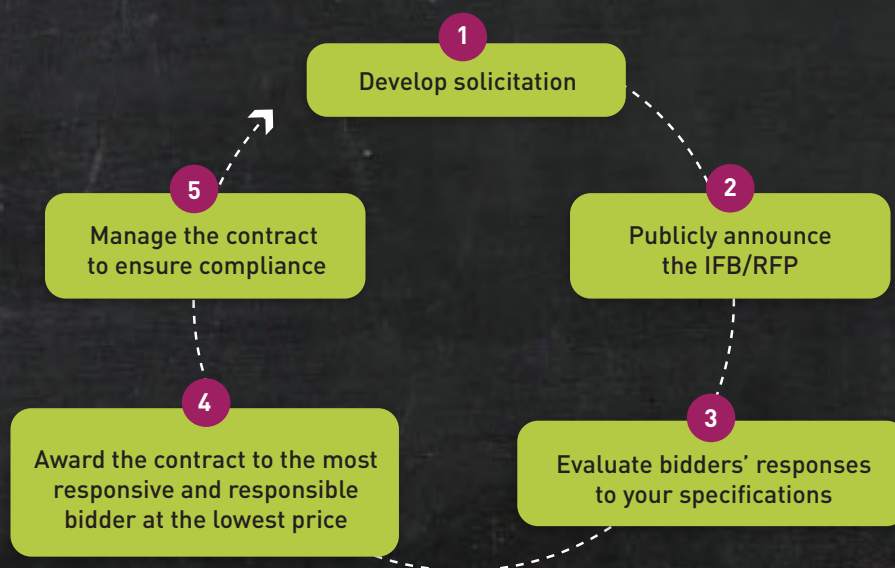 1
Develop solicitation
2
Publicly announce
the IFB/RFP
3
Evaluate bidders’ responses
to your specifications
4
Award the contract to the most
responsive and responsible
bidder at the lowest price
5
Manage the contract
to ensure compliance